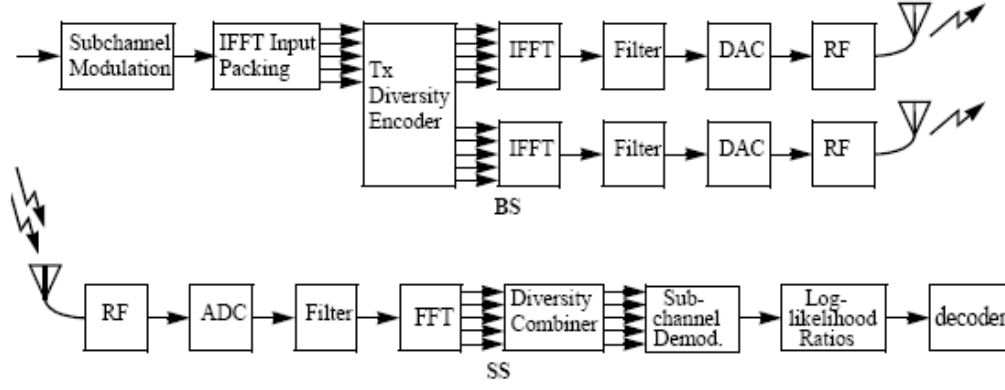 Subchannel
Modulation
IFFT Input
Packing
Tx
Diversity
Encoder
IFFT
Filter
DAC
RF
IFFT
Filter
DAC
RF
BS
RF
ADC
Filter
FFT
Diversity
Combiner
Sub-
channel
Demod.
Log-
likelihood
Ratios
decoder
SS